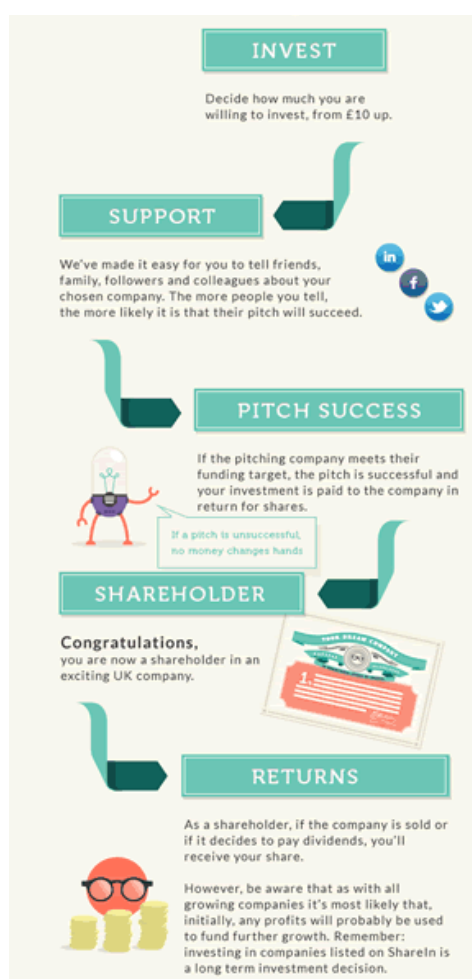 INVEST
Decide how much you are
willing to invest, from £10 up.
SUPPORT
We've made it easy for you to tell friends,
family, followers and colleagues about your
chosen company. The more people you tell,
the more likely it is that their pitch will succeed.
in
f
PITCH SUCCESS
If the pitching company meets their
funding target, the pitch is successful and
your investment is paid to the company in
return for shares.
If a pitch is unsuccessful,
no money changes hands
SHAREHOLDER
Congratulations,
you are now a shareholder in an
exciting UK company.
YOUR DREAM COMPANY
1.
RETURNS
As a shareholder, if the company is sold or
if it decides to pay dividends, you'll
receive your share.
However, be aware that as with all
growing companies it's most likely that,
initially, any profits will probably be used
to fund further growth. Remember:
investing in companies listed on ShareIn is
a long term investment decision.